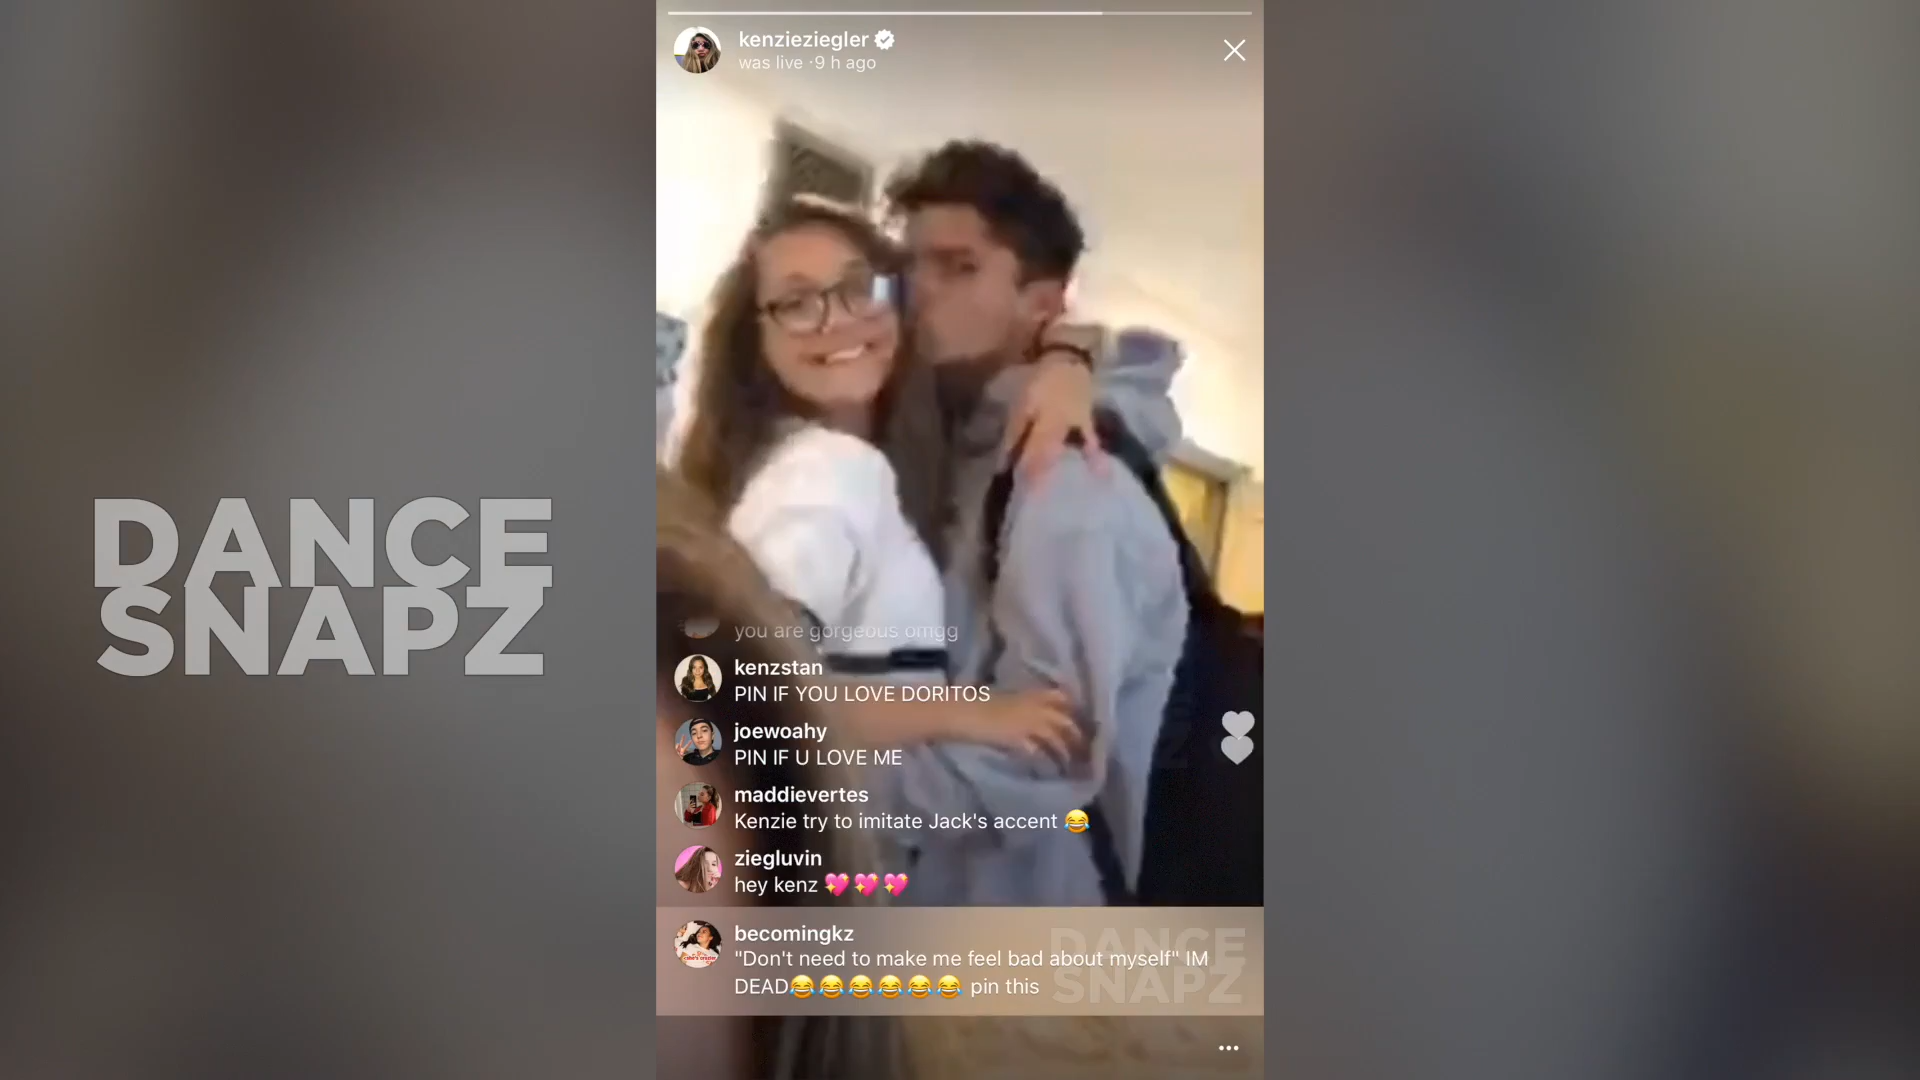 kenzieziegler
was live · 9 h ago
DANCE
SNAPZ
you are gorgeous omgg
kenzstan
PIN IF YOU LOVE DORITOS
joewoahy
PIN IF U LOVE ME
maddievertes
Kenzie try to imitate Jack's accent 😂
ziegluvin
hey kenz 💖💖💖
becomingkz
"Don't need to make me feel bad about myself" IM
DEAD😂😂😂😂😂😂 pin this
DANCE
SNAPZ